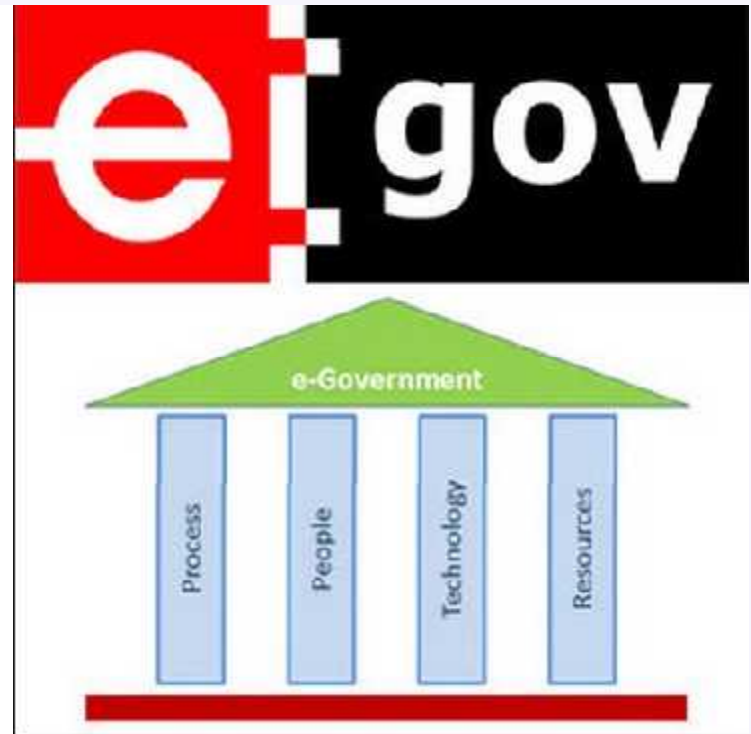 e gov
e-Government
Process
People
Technology
Resources